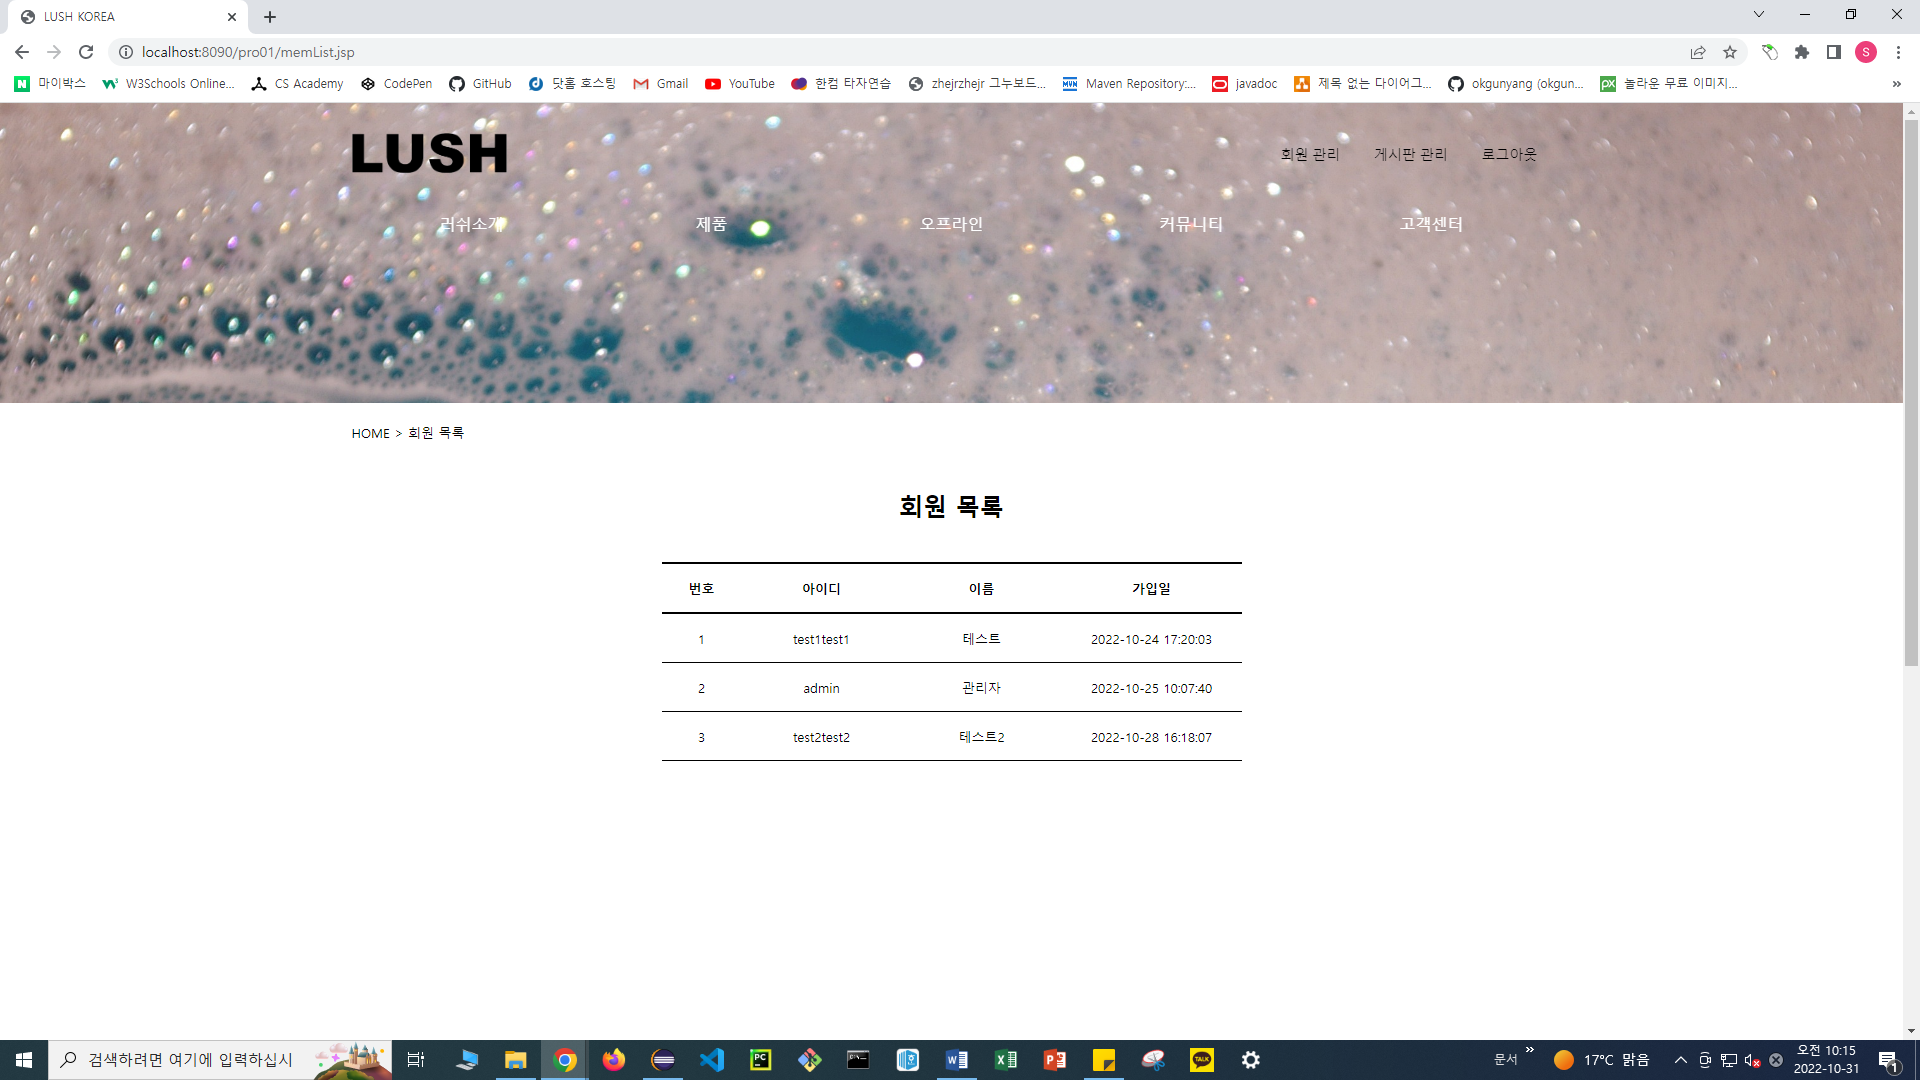 LUSH KOREA
localhost:8090/pro01/memList.jsp
S
마이박스 W3Schools Online... CS Academy CodePen GitHub 닷홈 호스팅 Gmail YouTube 한컴 타자연습 zhejrzhejr 그누보드... Maven Repository:... javadoc 제목 없는 다이어그... okgunyang (okgun... 놀라운 무료 이미지... »
LUSH
회원 관리 게시판 관리 로그아웃
러쉬소개 제품 오프라인 커뮤니티 고객센터
HOME > 회원 목록
회원 목록
번호 아이디 이름 가입일
1 test1test1 테스트 2022-10-24 17:20:03
2 admin 관리자 2022-10-25 10:07:40
3 test2test2 테스트2 2022-10-28 16:18:07
검색하려면 여기에 입력하십시
문서 » 17°C 맑음
오전 10:15
2022-10-31
1